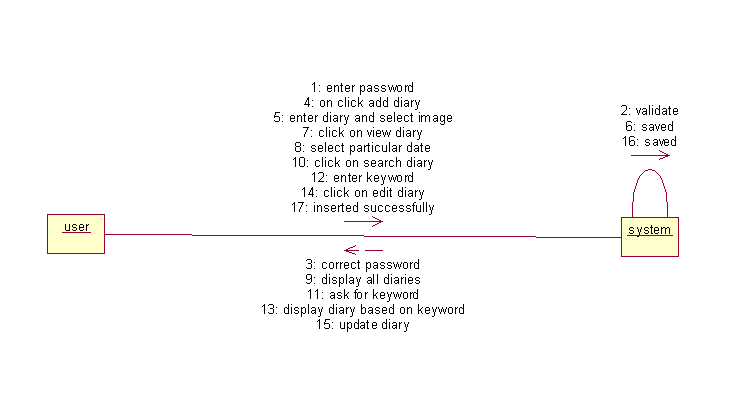 1: enter password
4: on click add diary
5: enter diary and select image
7: click on view diary
8: select particular date
10: click on search diary
12: enter keyword
14: click on edit diary
17: inserted successfully
2: validate
6: saved
16: saved
user
system
3: correct password
9: display all diaries
11: ask for keyword
13: display diary based on keyword
15: update diary